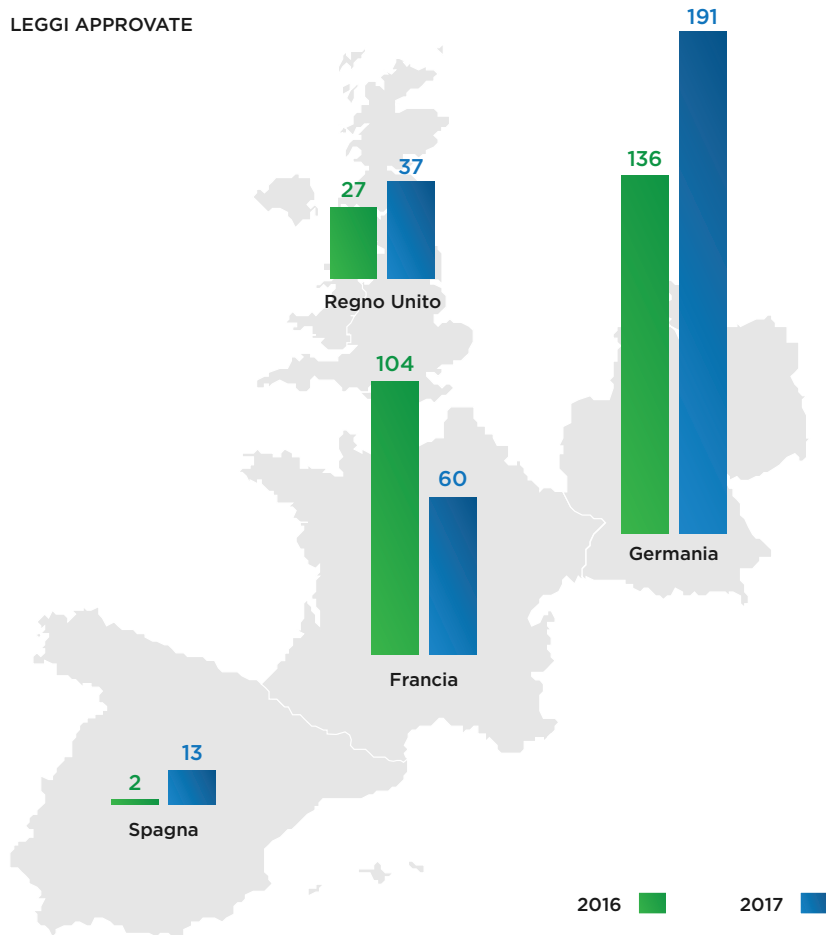 LEGGI APPROVATE
191
136
37
27
Regno Unito
104
60
Germania
Francia
13
2
Spagna
2016 2017